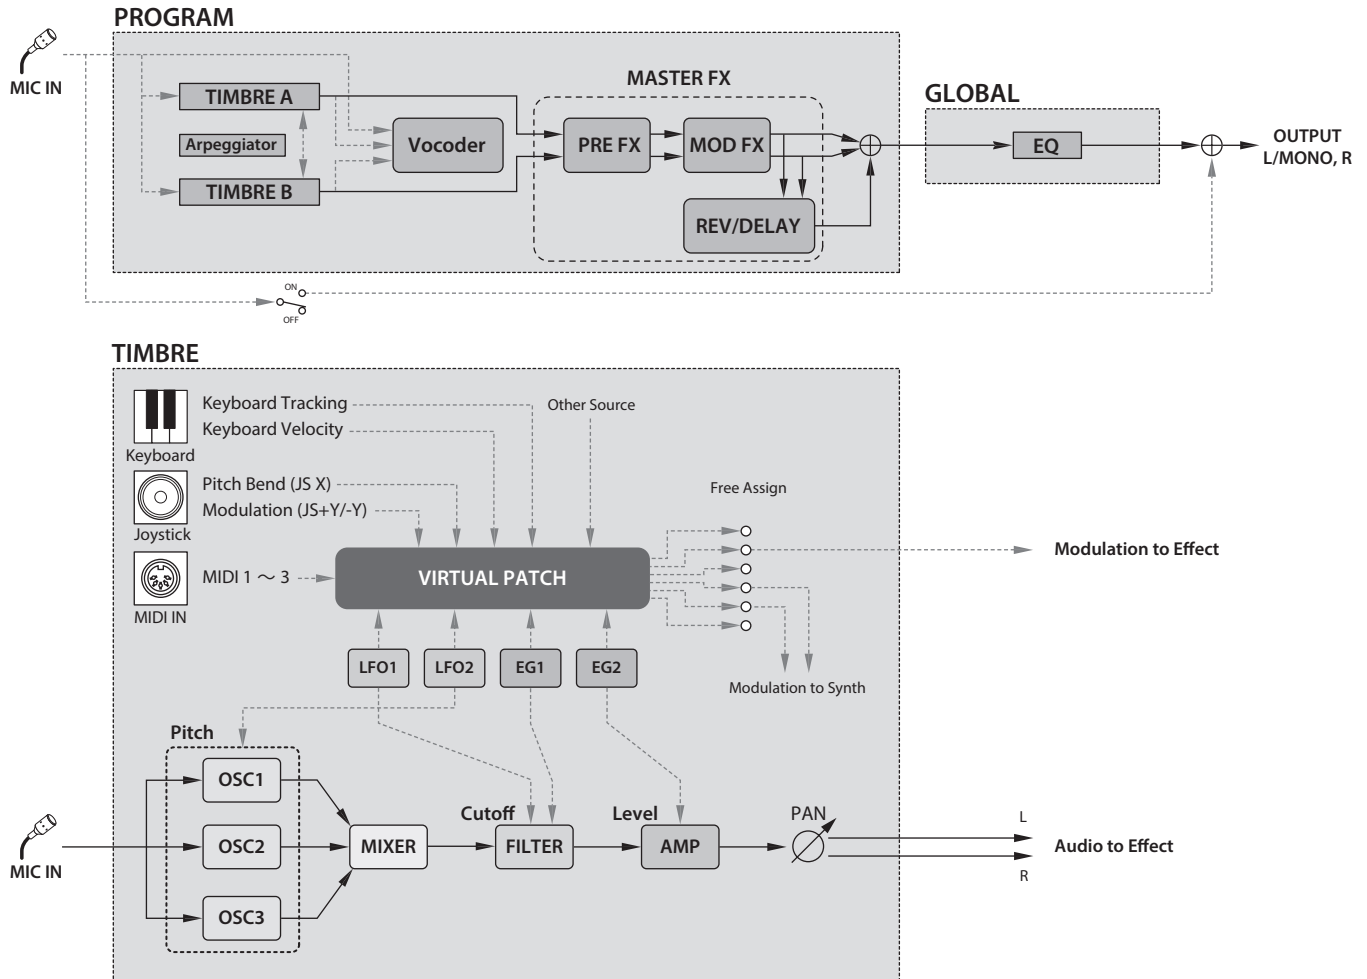 PROGRAM
MIC IN
MASTER FX
GLOBAL
TIMBRE A
Arpeggiator
TIMBRE B
Vocoder
PRE FX
MOD FX
REV/DELAY
EQ
OUTPUT
L/MONO, R
ON
OFF
TIMBRE
Keyboard
Keyboard Tracking
Keyboard Velocity
Other Source
Joystick
Pitch Bend (JS X)
Modulation (JS+Y/-Y)
Free Assign
MIDI IN
MIDI 1 ～ 3
VIRTUAL PATCH
Modulation to Effect
LFO1
LFO2
EG1
EG2
Modulation to Synth
Pitch
MIC IN
OSC1
OSC2
OSC3
MIXER
Cutoff
FILTER
Level
AMP
PAN
L
R
Audio to Effect